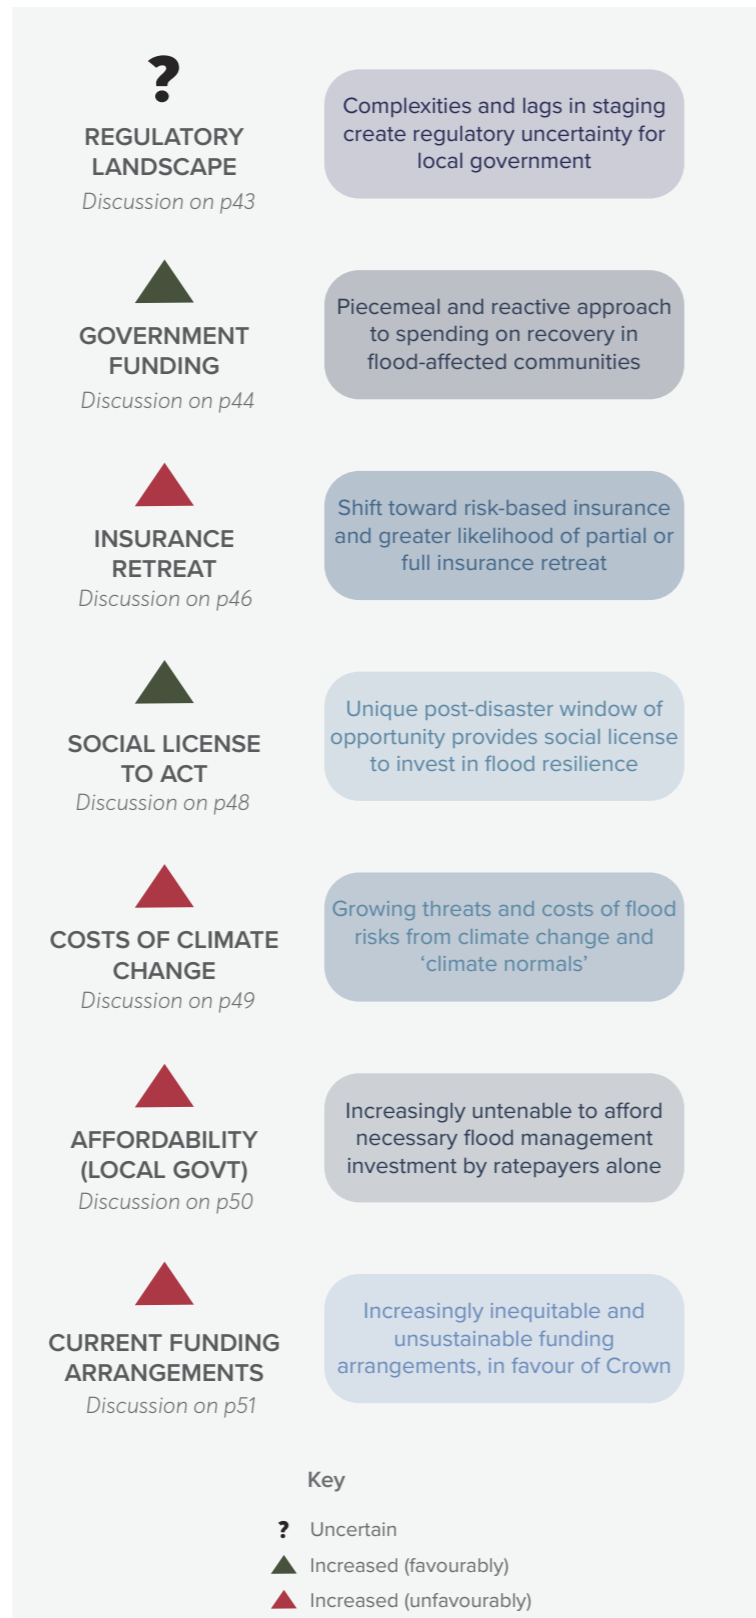 ?
REGULATORY
LANDSCAPE
Discussion on p43
Complexities and lags in staging
create regulatory uncertainty for
local government
GOVERNMENT
FUNDING
Discussion on p44
Piecemeal and reactive approach
to spending on recovery in
flood-affected communities
INSURANCE
RETREAT
Discussion on p46
Shift toward risk-based insurance
and greater likelihood of partial or
full insurance retreat
SOCIAL LICENSE
TO ACT
Discussion on p48
Unique post-disaster window of
opportunity provides social license
to invest in flood resilience
COSTS OF CLIMATE
CHANGE
Discussion on p49
Growing threats and costs of flood
risks from climate change and
‘climate normals’
AFFORDABILITY
(LOCAL GOVT)
Discussion on p50
Increasingly untenable to afford
necessary flood management
investment by ratepayers alone
CURRENT FUNDING
ARRANGEMENTS
Discussion on p51
Increasingly inequitable and
unsustainable funding
arrangements, in favour of Crown
Key
? Uncertain
Increased (favourably)
Increased (unfavourably)